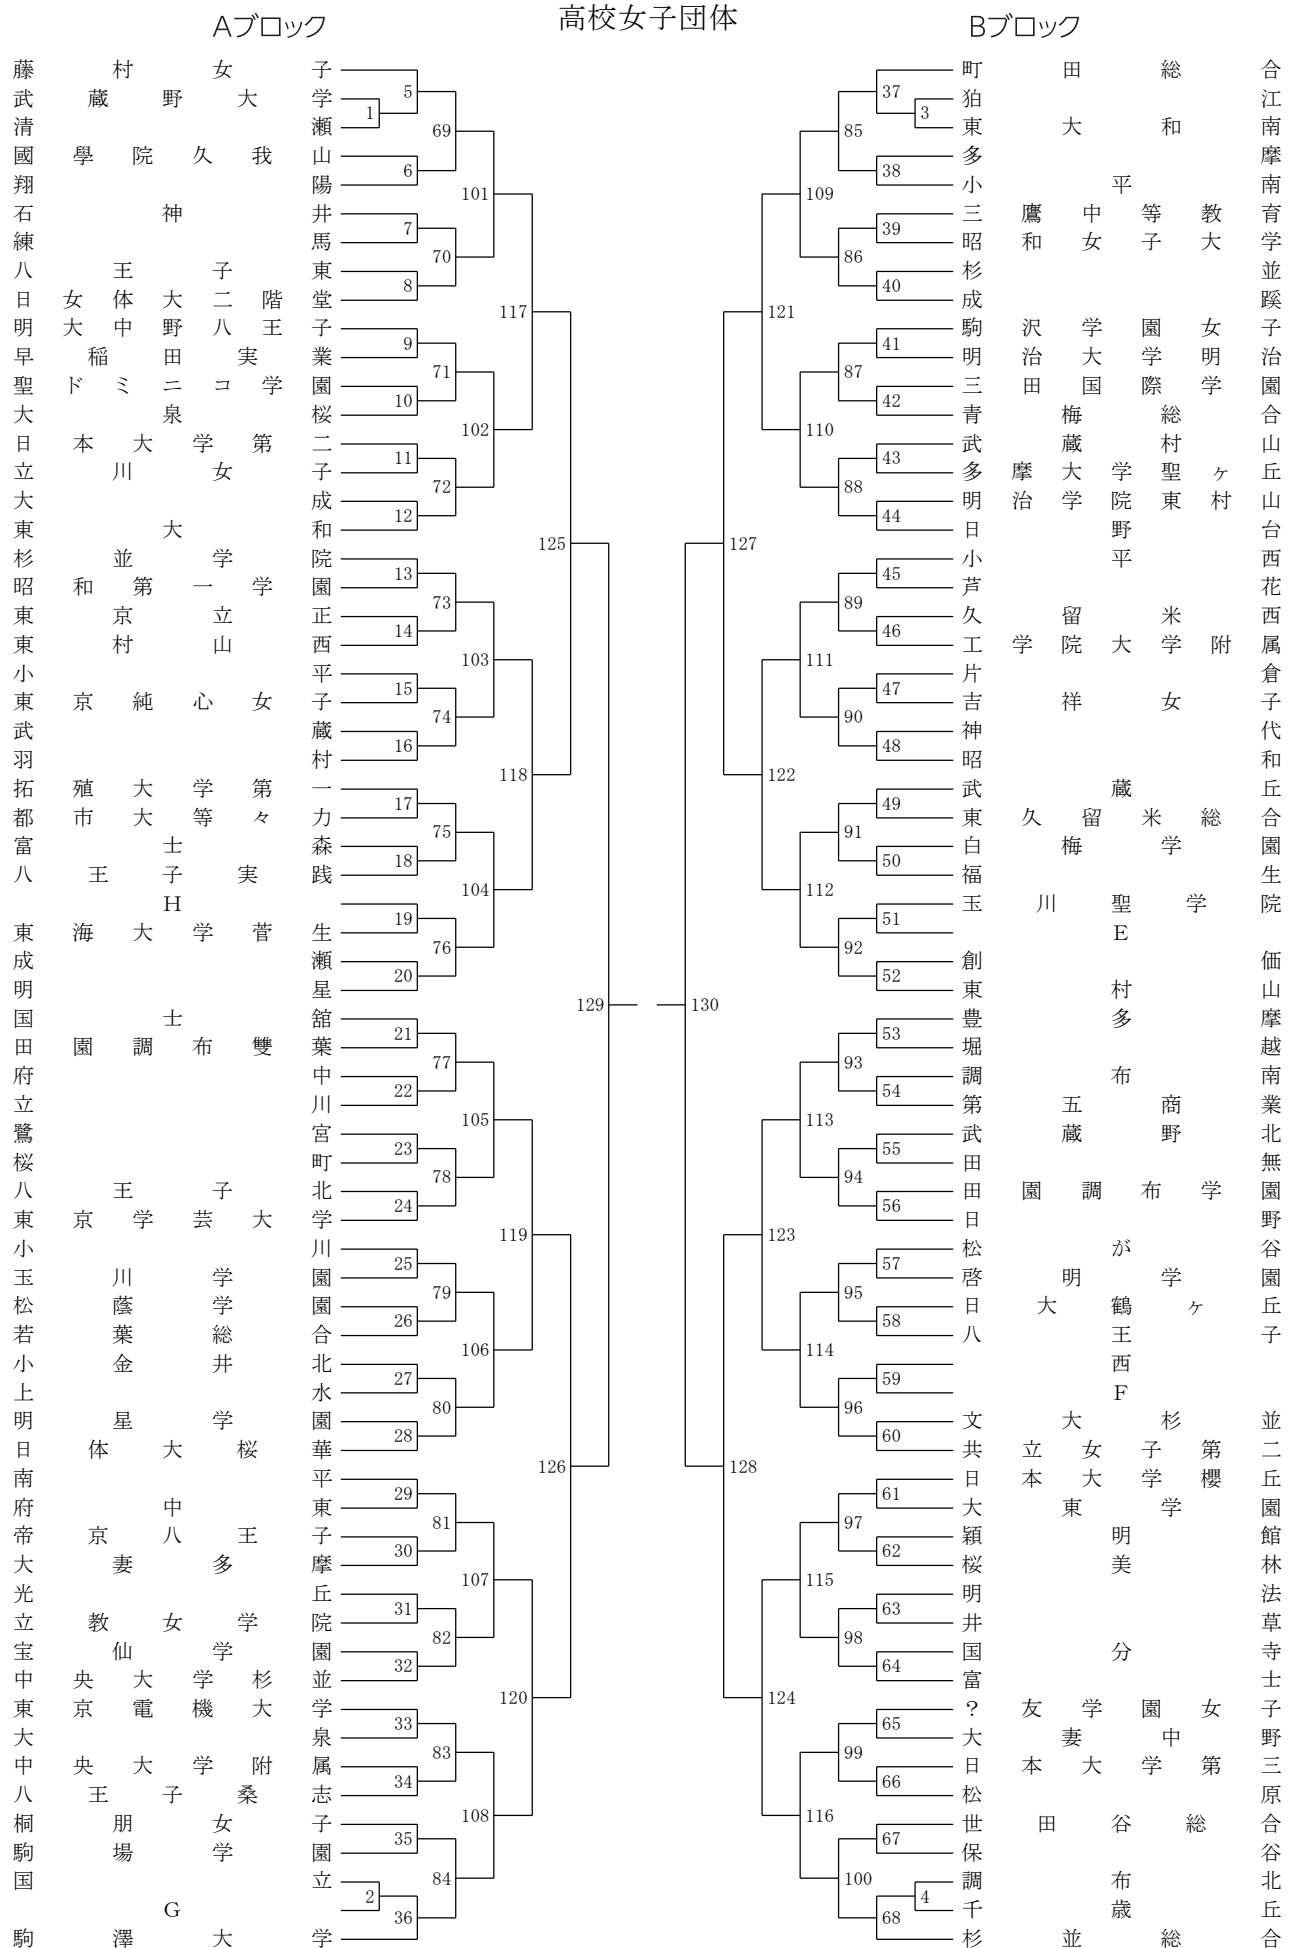 高校女子団体
Aブロック
藤村女子
武蔵野大学
清瀬
國學院久我山
翔陽
石神井
練馬
八王子東
日女体大二階堂
明大中野八王子
早稲田実業
聖ドミニコ学園
大泉桜
日本大学第二
立川女子
大成
東大和
杉並学院
昭和第一学園
東京立正
東村山西
小平
東京純心女子
武蔵
羽村
拓殖大学第一
都市大等々力
富士森
八王子実践
H
東海大学菅生
成瀬
明星
国士舘
田園調布雙葉
府中
立川
鷺宮
桜町
八王子北
東京学芸大学
小川
玉川学園
松蔭学園
若葉総合
小金井北
上水
明星学園
日体大桜華
南平
府中東
帝京八王子
大妻多摩
光丘
立教女学院
宝仙学園
中央大学杉並
東京電機大学
大泉
中央大学附属
八王子桑志
桐朋女子
駒場学園
国立
G
駒澤大学
1
2
5
6
7
8
9
10
11
12
13
14
15
16
17
18
19
20
21
22
23
24
25
26
27
28
29
30
31
32
33
34
35
36
69
70
71
72
73
74
75
76
77
78
79
80
81
82
83
84
101
102
103
104
105
106
107
108
117
118
119
120
125
126
129
Bブロック
町田総合
狛江
東大和南
多摩
小平南
三鷹中等教育
昭和女子大学
杉並
成蹊
駒沢学園女子
明治大学明治
三田国際学園
青梅総合
武蔵村山
多摩大学聖ヶ丘
明治学院東村山
日野台
小平西
芦花
久留米西
工学院大学附属
片倉
吉祥女子
神代
昭和
武蔵丘
東久留米総合
白梅学園
福生
玉川聖学院
E
創価
東村山
豊多摩
堀越
調布南
第五商業
武蔵野北
田無
田園調布学園
日野
松が谷
啓明学園
日大鶴ヶ丘
八王子
西
F
文大杉並
共立女子第二
日本大学櫻丘
大東学園
穎明館
桜美林
明法
井草
国分寺
富士
?友学園女子
大妻中野
日本大学第三
松原
世田谷総合
保谷
調布北
千歳丘
杉並総合
3
4
37
38
39
40
41
42
43
44
45
46
47
48
49
50
51
52
53
54
55
56
57
58
59
60
61
62
63
64
65
66
67
68
85
86
87
88
89
90
91
92
93
94
95
96
97
98
99
100
109
110
111
112
113
114
115
116
121
122
123
124
127
128
130